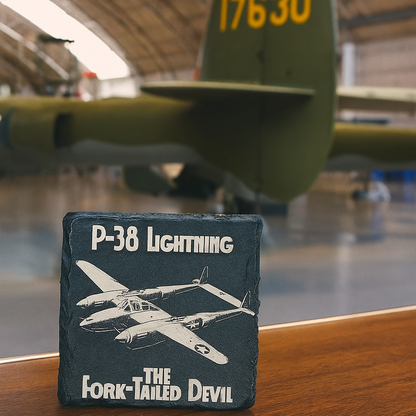 17630
P-38 Lightning
The
Fork-Tailed Devil